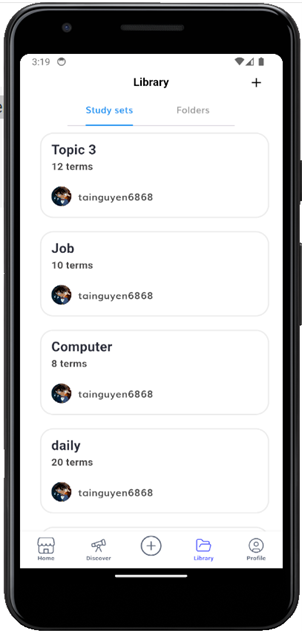 3:19
Library
+
Study sets Folders
Topic 3
12 terms
tainguyen6868
Job
10 terms
tainguyen6868
Computer
8 terms
tainguyen6868
daily
20 terms
tainguyen6868
Home Discover Library Profile